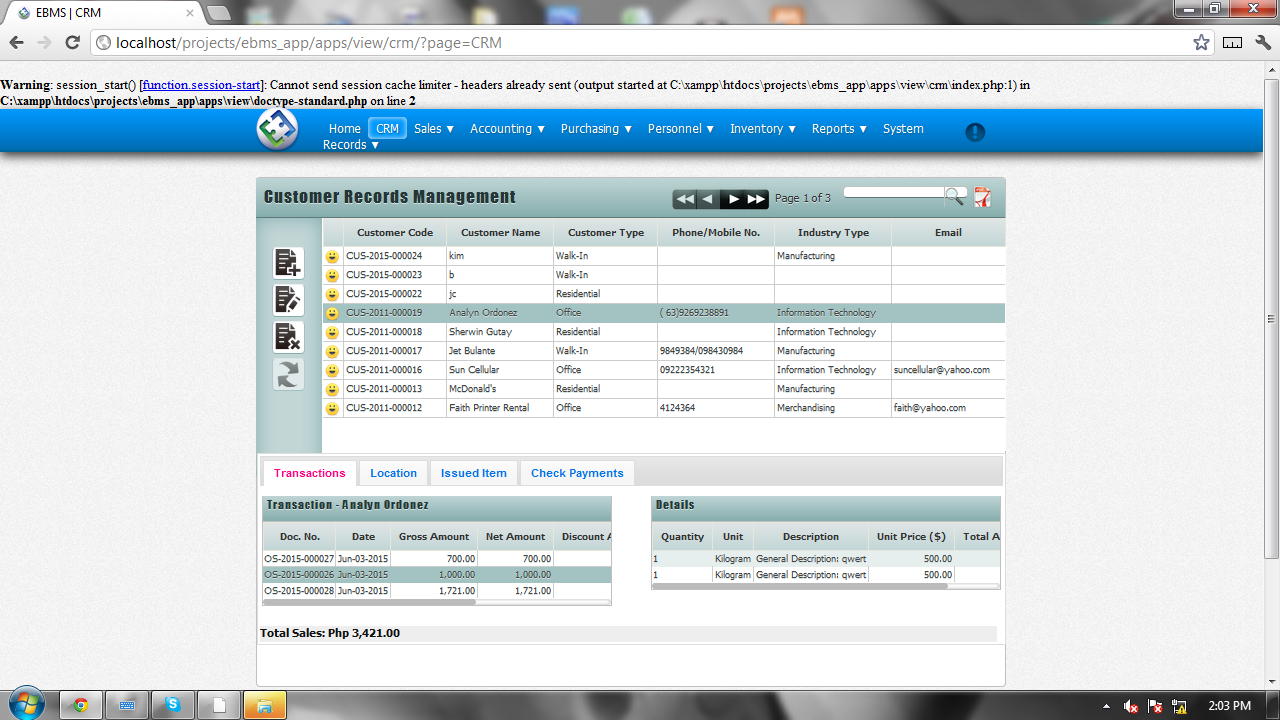 EBMS | CRM
localhost/projects/ebms_app/apps/view/crm/?page=CRM
Warning: session_start() [function.session-start]: Cannot send session cache limiter - headers already sent (output started at C:\xampp\htdocs\projects\ebms_app\apps\view\crm\index.php:1) in
C:\xampp\htdocs\projects\ebms_app\apps\view\doctype-standard.php on line 2
Home CRM Sales ▼ Accounting ▼ Purchasing ▼ Personnel ▼ Inventory ▼ Reports ▼ System
Records ▼
Customer Records Management Page 1 of 3
Customer Code Customer Name Customer Type Phone/Mobile No. Industry Type Email
CUS-2015-000024 kim Walk-In Manufacturing
CUS-2015-000023 b Walk-In
CUS-2015-000022 jc Residential
CUS-2011-000019 Analyn Ordonez Office ( 63)9269238891 Information Technology
CUS-2011-000018 Sherwin Gutay Residential Information Technology
CUS-2011-000017 Jet Bulante Walk-In 9849384/098430984 Manufacturing
CUS-2011-000016 Sun Cellular Office 09222354321 Information Technology suncellular@yahoo.com
CUS-2011-000013 McDonald's Residential Manufacturing
CUS-2011-000012 Faith Printer Rental Office 4124364 Merchandising faith@yahoo.com
Transactions Location Issued Item Check Payments
Transaction - Analyn Ordonez
Doc. No. Date Gross Amount Net Amount Discount A
OS-2015-000027 Jun-03-2015 700.00 700.00
OS-2015-000026 Jun-03-2015 1,000.00 1,000.00
OS-2015-000028 Jun-03-2015 1,721.00 1,721.00
Details
Quantity Unit Description Unit Price ($) Total A
1 Kilogram General Description: qwert 500.00
1 Kilogram General Description: qwert 500.00
Total Sales: Php 3,421.00
2:03 PM